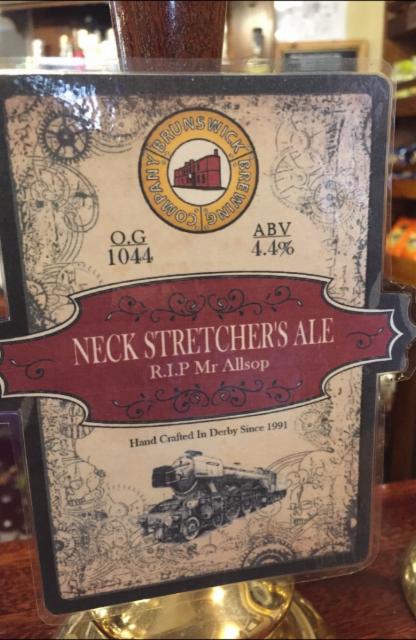 BRUNSWICK BREWING COMPANY
O.G
1044
ABV
4.4%
NECK STRETCHER'S ALE
R.I.P Mr Allsop
Hand Crafted In Derby Since 1991